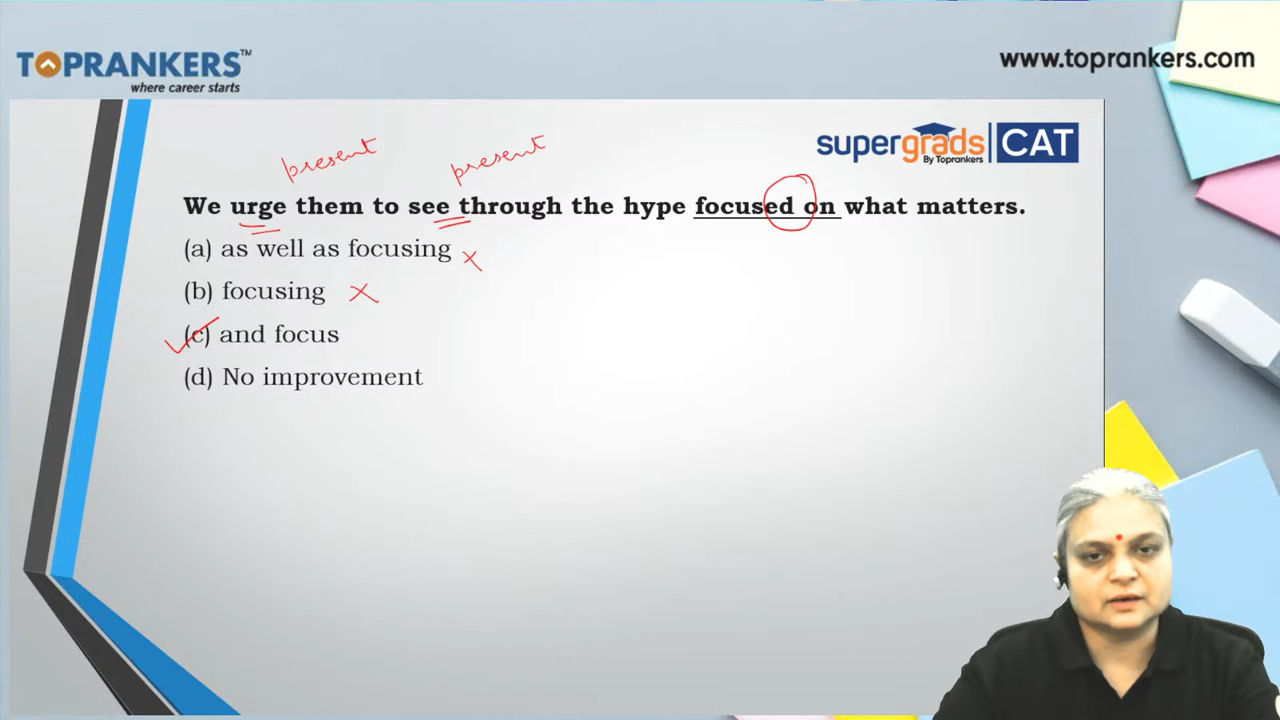 TOPRANKERS™
where career starts
www.toprankers.com
supergrads CAT
By Toprankers
present present
We urge them to see through the hype focused on what matters.
(a) as well as focusing
(b) focusing
(c) and focus
(d) No improvement